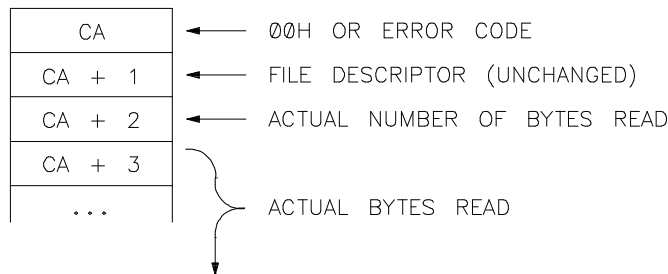 CA 00H OR ERROR CODE
CA + 1 FILE DESCRIPTOR (UNCHANGED)
CA + 2 ACTUAL NUMBER OF BYTES READ
CA + 3
... ACTUAL BYTES READ